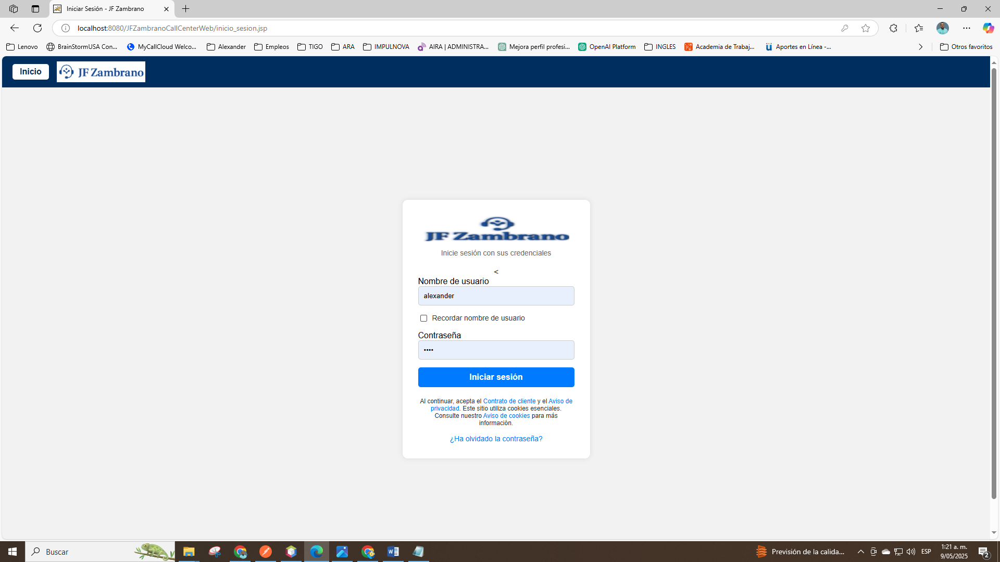 Iniciar Sesión - JF Zambrano
localhost:8080/JFZambranoCallCenterWeb/inicio_sesion.jsp
Lenovo
BrainStormUSA Con...
MyCallCloud Welco...
Alexander
Empleos
TIGO
ARA
IMPULNOVA
AIRA | ADMINISTRA...
Mejora perfil profesi...
OpenAI Platform
INGLES
Academia de Trabaj...
Aportes en Línea -...
Otros favoritos
Inicio
JF Zambrano
JF Zambrano
Inicie sesión con sus credenciales
<
Nombre de usuario
alexander
Recordar nombre de usuario
Contraseña
••••
Iniciar sesión
Al continuar, acepta el Contrato de cliente y el Aviso de
privacidad. Este sitio utiliza cookies esenciales.
Consulte nuestro Aviso de cookies para más
información.
¿Ha olvidado la contraseña?
Buscar
Previsión de la calida...
ESP
1:21 a. m.
9/05/2025
2